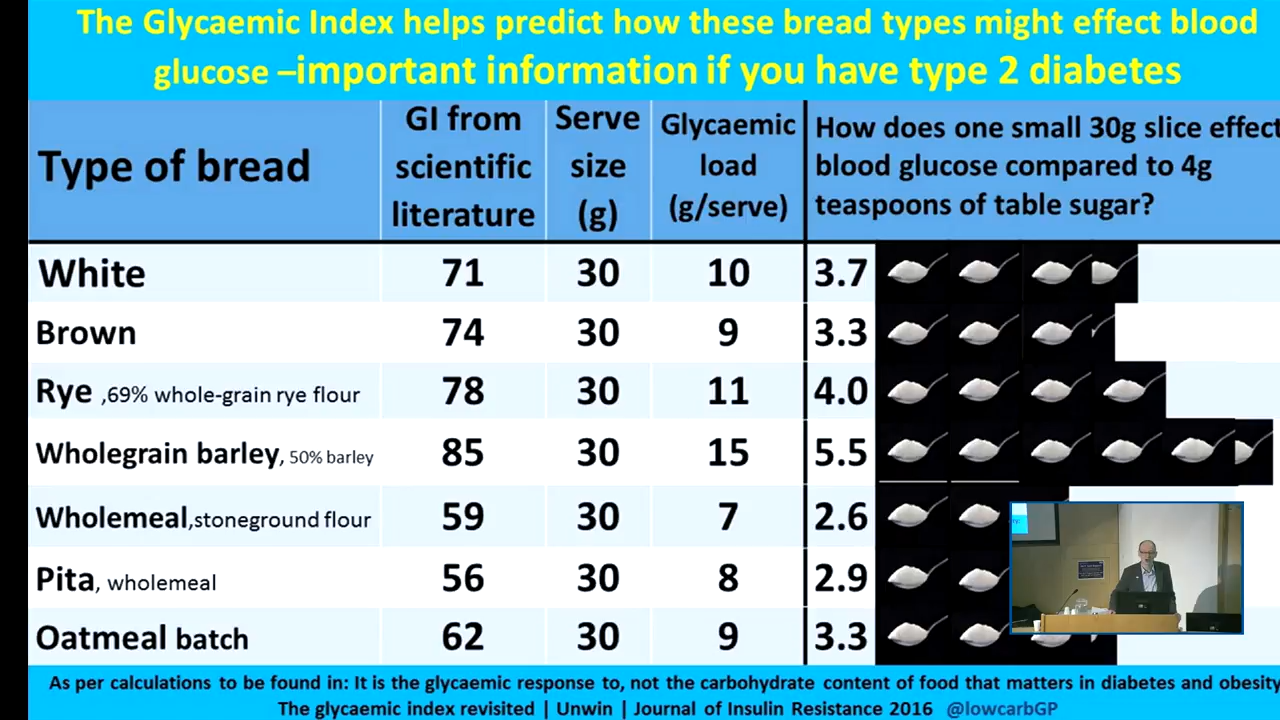 The Glycaemic Index helps predict how these bread types might effect blood
glucose –important information if you have type 2 diabetes
Type of bread
GI from
scientific
literature
Serve
size
(g)
Glycaemic
load
(g/serve)
How does one small 30g slice effect
blood glucose compared to 4g
teaspoons of table sugar?
White 71 30 10 3.7
Brown 74 30 9 3.3
Rye ,69% whole-grain rye flour 78 30 11 4.0
Wholegrain barley, 50% barley 85 30 15 5.5
Wholemeal,stoneground flour 59 30 7 2.6
Pita, wholemeal 56 30 8 2.9
Oatmeal batch 62 30 9 3.3
As per calculations to be found in: It is the glycaemic response to, not the carbohydrate content of food that matters in diabetes and obesity
The glycaemic index revisited | Unwin | Journal of Insulin Resistance 2016 @lowcarbGP